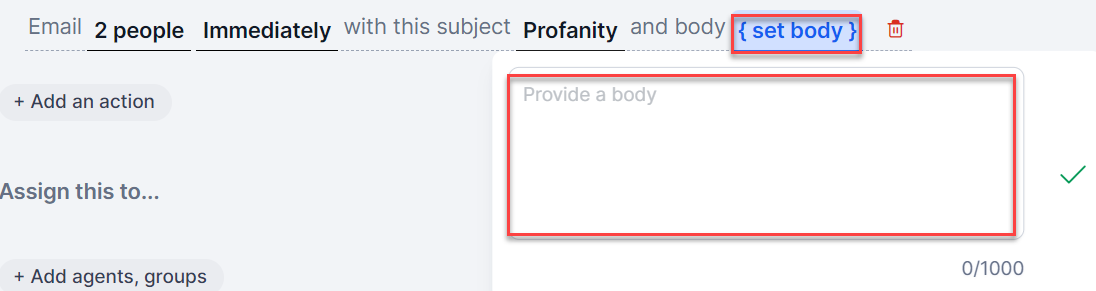 Email 2 people Immediately with this subject Profanity and body { set body }
+ Add an action
Provide a body
Assign this to...
0/1000
+ Add agents, groups